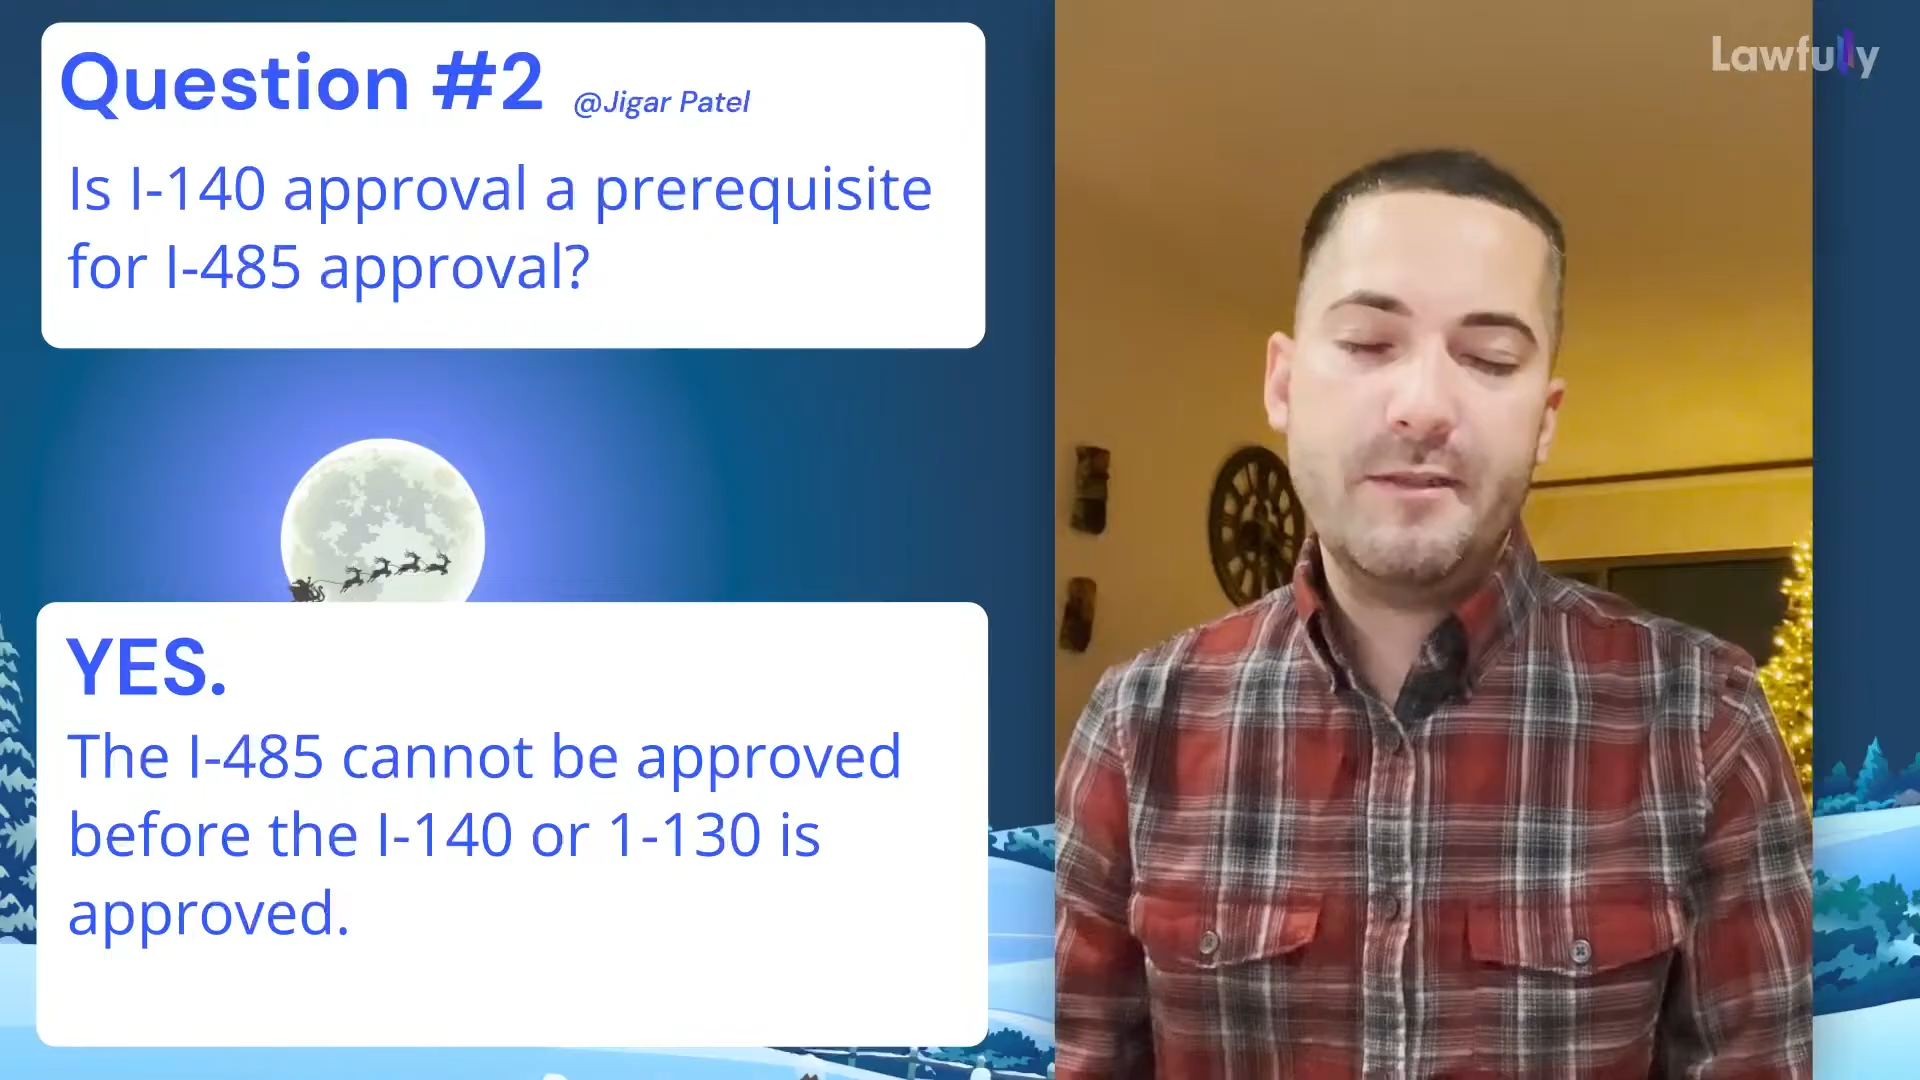 Question #2 @Jigar Patel
Is I-140 approval a prerequisite
for I-485 approval?
YES.
The I-485 cannot be approved
before the I-140 or 1-130 is
approved.
Lawfully